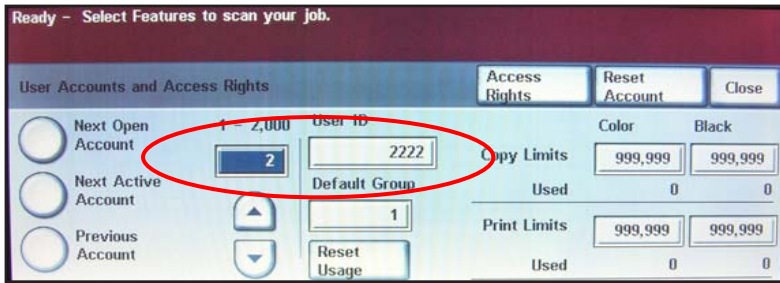 Ready - Select Features to scan your job.
User Accounts and Access Rights
Access Rights
Reset Account
Close
Next Open Account
1 - 2,000
User ID
Color
Black
2
2222
Copy Limits
999,999
999,999
Next Active Account
Default Group
Used
0
0
1
Print Limits
999,999
999,999
Previous Account
Reset Usage
Used
0
0